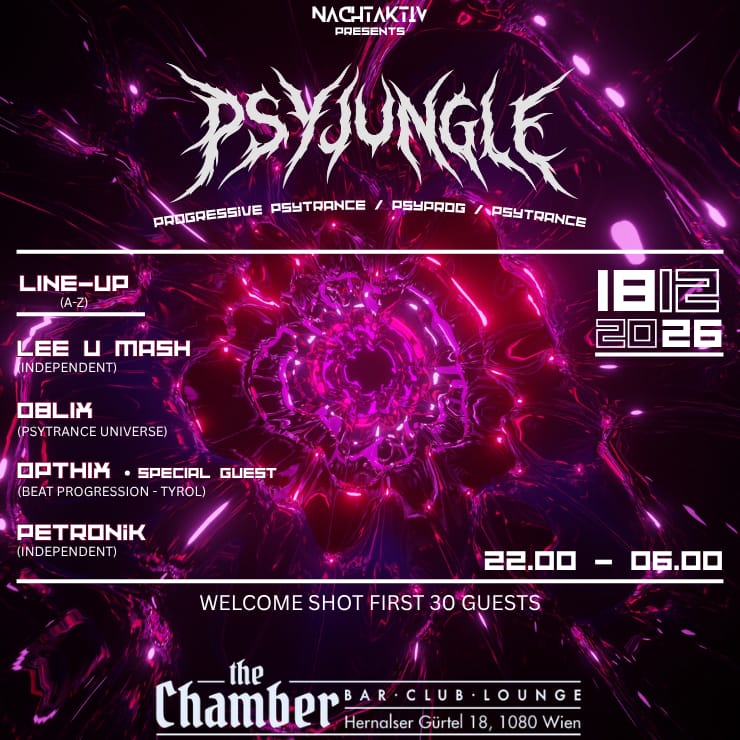 NACHTAKTIV
PRESENTS
PSYJUNGLE
PROGRESSIVE PSYTRANCE / PSYPROG / PSYTRANCE
LINE-UP
(A-Z)
1812
2026
LEE U MASH
(INDEPENDENT)
OBLIX
(PSYTRANCE UNIVERSE)
OPTHIX • SPECIAL GUEST
(BEAT PROGRESSION - TYROL)
PETRONiK
(INDEPENDENT)
22.00 - 06.00
WELCOME SHOT FIRST 30 GUESTS
the
Chamber
BAR·CLUB·LOUNGE
Hernalser Gürtel 18, 1080 Wien